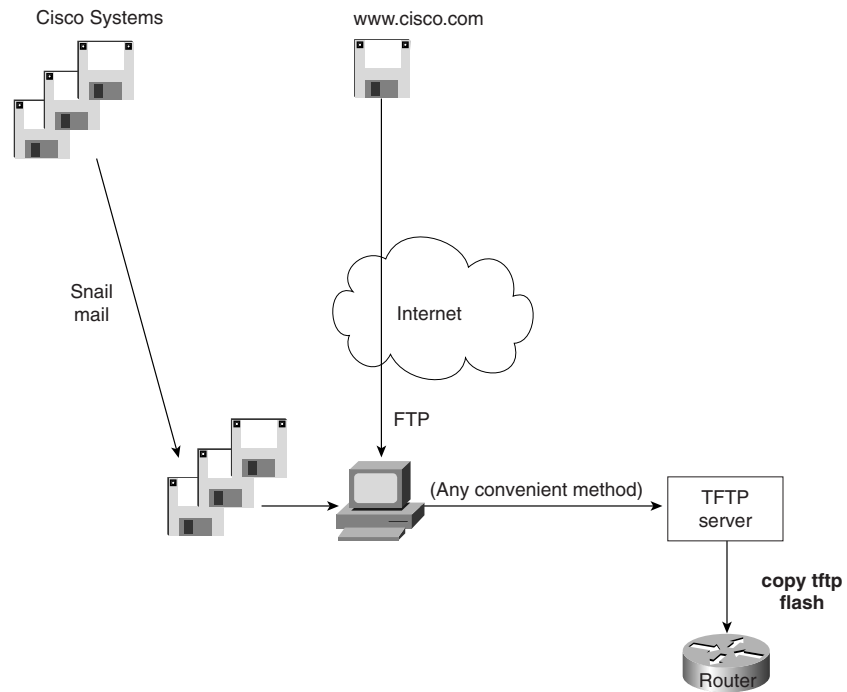 Cisco Systems
www.cisco.com
Snail
mail
Internet
FTP
(Any convenient method)
TFTP
server
copy tftp
flash
Router